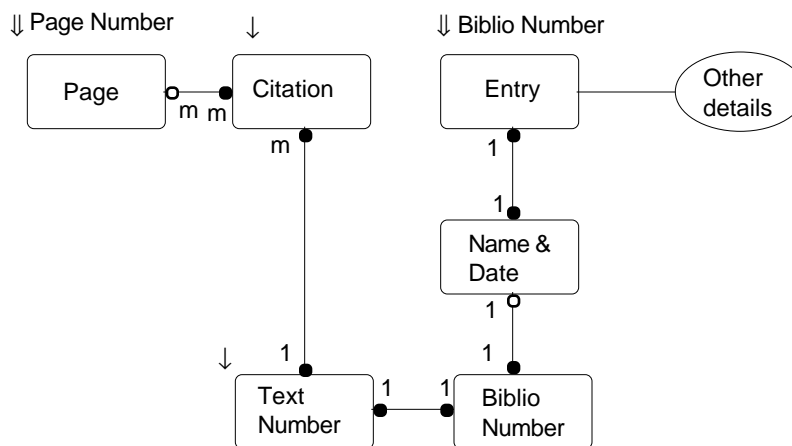 ⇓ Page Number
↓
⇓ Biblio Number
Page
m
m
Citation
m
Entry
1
Other
details
1
Name &
Date
1
1
↓
1
Text
Number
1
1
Biblio
Number